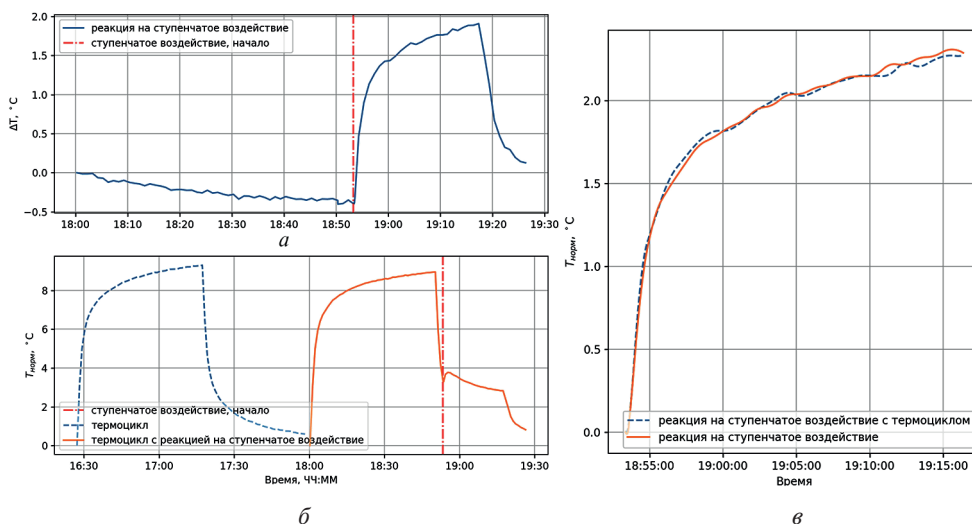 2.0
1.5
1.0
0.5
0.0
−0.5
ΔT, °C
реакция на ступенчатое воздействие
ступенчатое воздействие, начало
18:00 18:10 18:20 18:30 18:40 18:50 19:00 19:10 19:20 19:30
а
8
6
4
2
0
Tнорм, °C
ступенчатое воздействие, начало
термоцикл
термоцикл с реакцией на ступенчатое воздействие
16:30 17:00 17:30 18:00 18:30 19:00 19:30
Время, ЧЧ:ММ
б
2.0
1.5
1.0
0.5
0.0
Tнорм, °C
реакция на ступенчатое воздействие с термоциклом
реакция на ступенчатое воздействие
18:55:00 19:00:00 19:05:00 19:10:00 19:15:00
Время
в